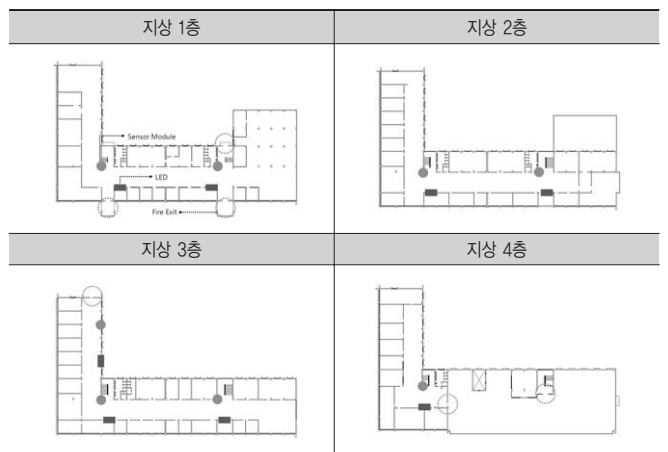 지상 1층
지상 2층
Sensor Module
LED
Fire Exit
지상 3층
지상 4층